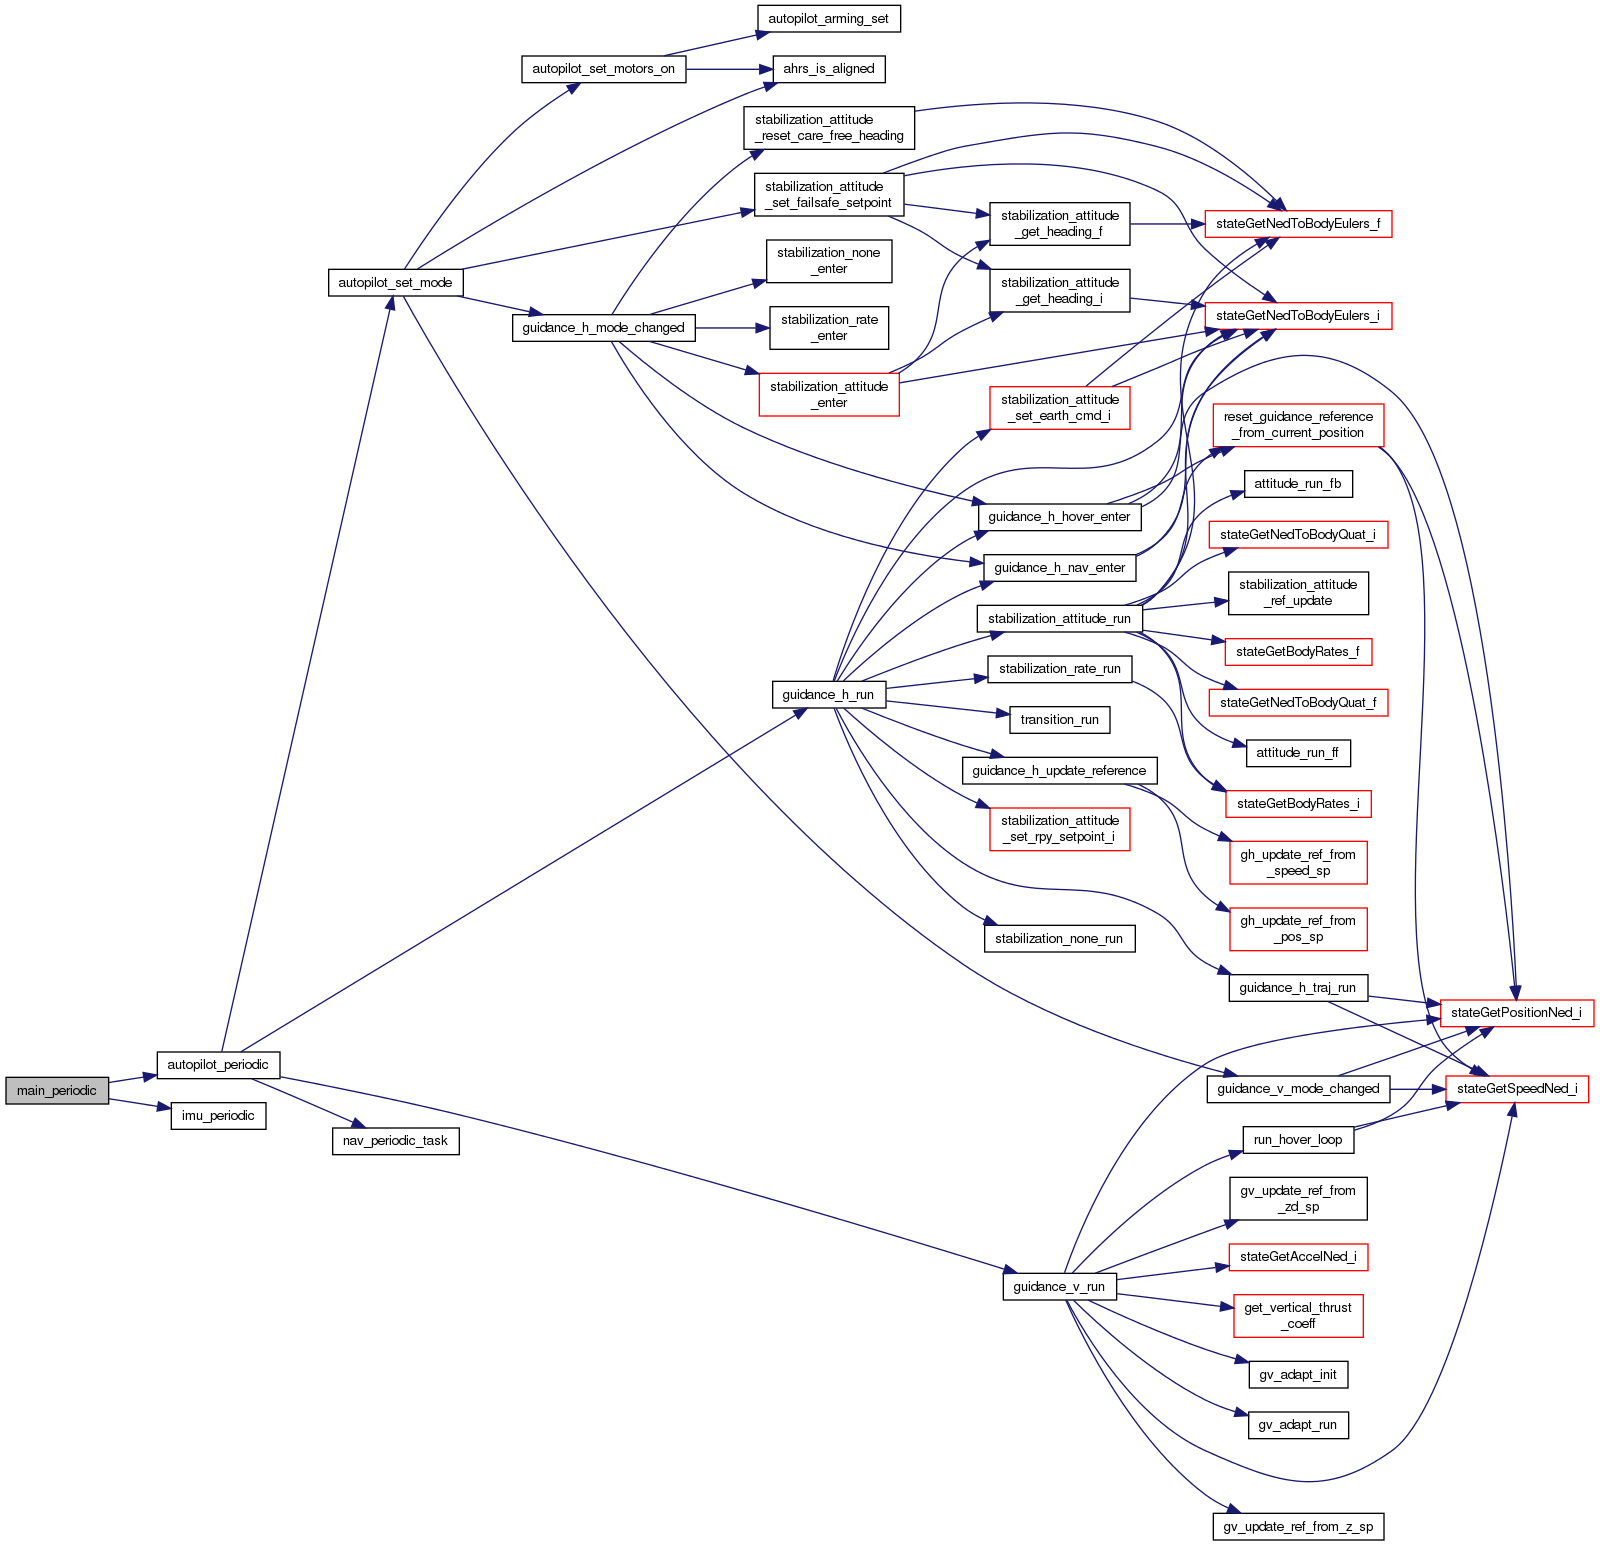 autopilot_arming_set
autopilot_set_motors_on
ahrs_is_aligned
stabilization_attitude
_reset_care_free_heading
stabilization_attitude
_set_failsafe_setpoint
stabilization_attitude
_get_heading_f
stateGetNedToBodyEulers_f
stabilization_none
_enter
autopilot_set_mode
stabilization_attitude
_get_heading_i
stateGetNedToBodyEulers_i
guidance_h_mode_changed
stabilization_rate
_enter
stabilization_attitude
_enter
stabilization_attitude
_set_earth_cmd_i
reset_guidance_reference
_from_current_position
attitude_run_fb
guidance_h_hover_enter
stateGetNedToBodyQuat_i
guidance_h_nav_enter
stabilization_attitude
_ref_update
stabilization_attitude_run
stateGetBodyRates_f
stabilization_rate_run
guidance_h_run
stateGetNedToBodyQuat_f
transition_run
attitude_run_ff
guidance_h_update_reference
stateGetBodyRates_i
stabilization_attitude
_set_rpy_setpoint_i
gh_update_ref_from
_speed_sp
gh_update_ref_from
_pos_sp
stabilization_none_run
guidance_h_traj_run
stateGetPositionNed_i
autopilot_periodic
main_periodic
guidance_v_mode_changed
stateGetSpeedNed_i
imu_periodic
nav_periodic_task
run_hover_loop
gv_update_ref_from
_zd_sp
stateGetAccelNed_i
guidance_v_run
get_vertical_thrust
_coeff
gv_adapt_init
gv_adapt_run
gv_update_ref_from_z_sp